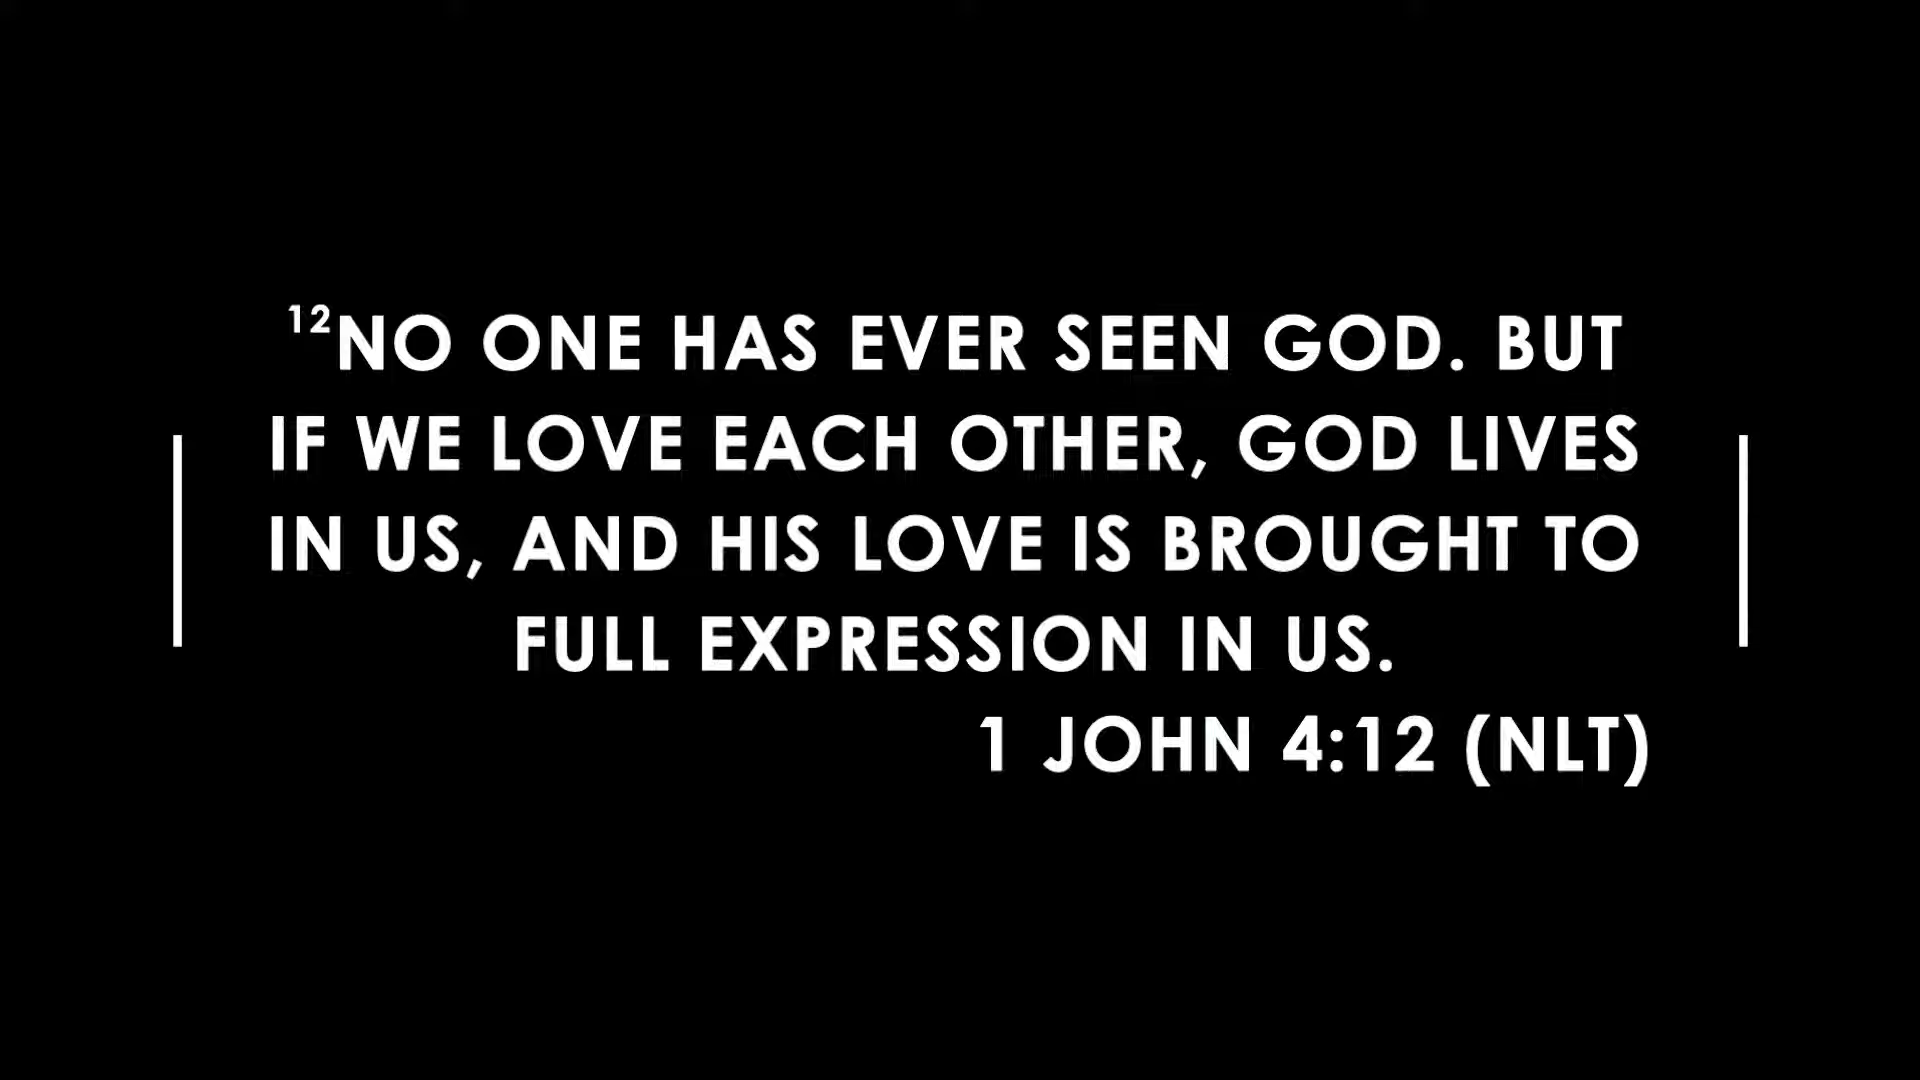 ¹²NO ONE HAS EVER SEEN GOD. BUT
IF WE LOVE EACH OTHER, GOD LIVES
IN US, AND HIS LOVE IS BROUGHT TO
FULL EXPRESSION IN US.
1 JOHN 4:12 (NLT)